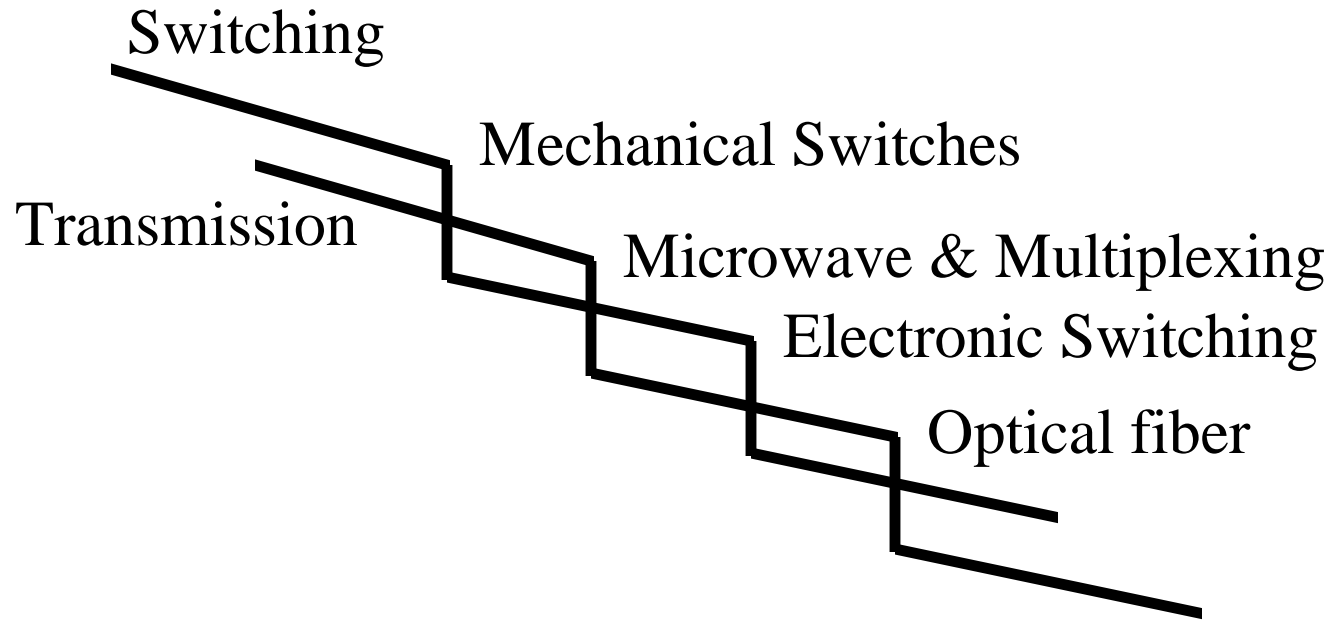 Switching
Mechanical Switches
Transmission
Microwave & Multiplexing
Electronic Switching
Optical fiber